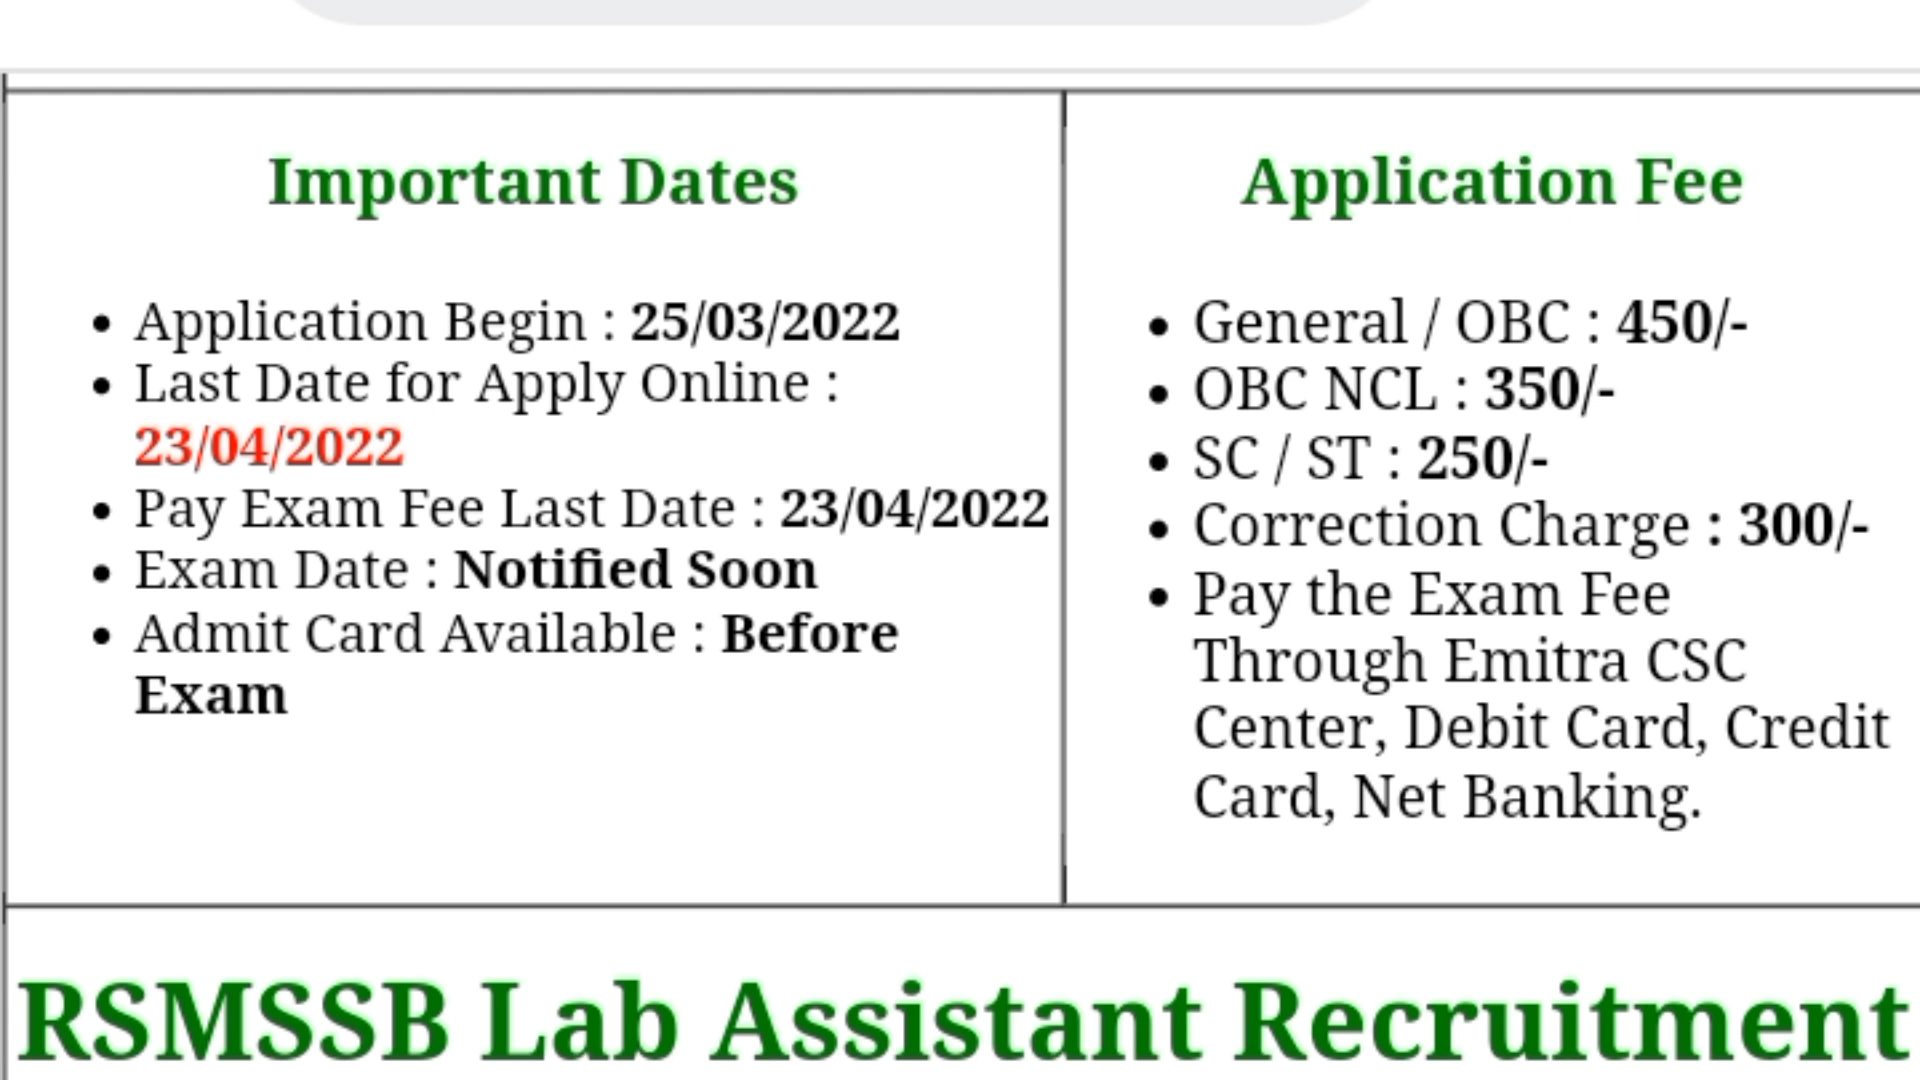 Important Dates
Application Begin : 25/03/2022
Last Date for Apply Online :
23/04/2022
Pay Exam Fee Last Date : 23/04/2022
Exam Date : Notified Soon
Admit Card Available : Before
Exam
Application Fee
General / OBC : 450/-
OBC NCL : 350/-
SC / ST : 250/-
Correction Charge : 300/-
Pay the Exam Fee
Through Emitra CSC
Center, Debit Card, Credit
Card, Net Banking.
RSMSSB Lab Assistant Recruitment